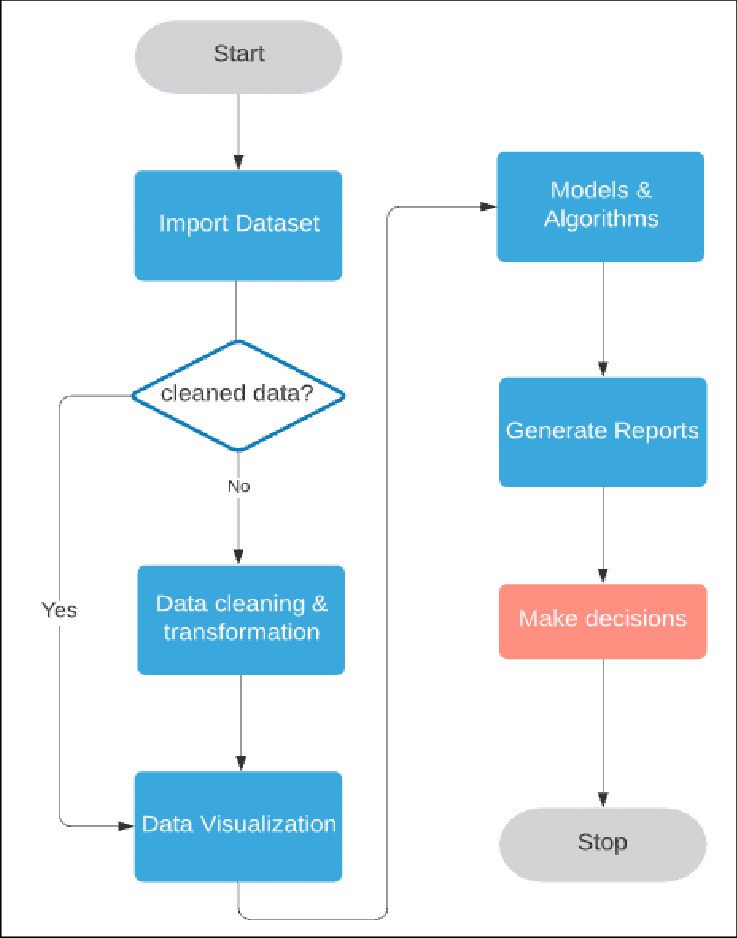 Start
Import Dataset
cleaned data?
No
Yes
Data cleaning &
transformation
Data Visualization
Models &
Algorithms
Generate Reports
Make decisions
Stop